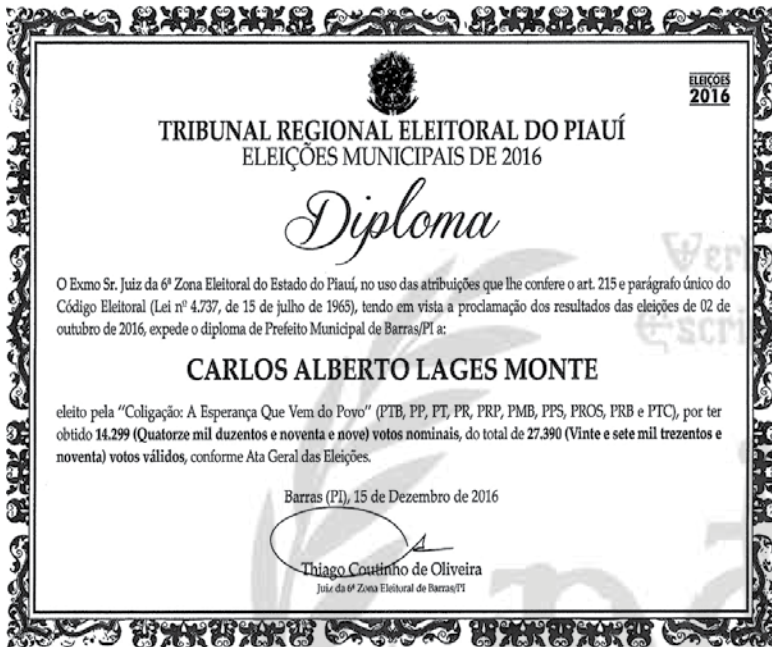 ELEIÇÕES
2016
TRIBUNAL REGIONAL ELEITORAL DO PIAUÍ
ELEIÇÕES MUNICIPAIS DE 2016
Diploma
O Exmo Sr. Juiz da 6ª Zona Eleitoral do Estado do Piauí, no uso das atribuições que lhe confere o art. 215 e parágrafo único do
Código Eleitoral (Lei nº 4.737, de 15 de julho de 1965), tendo em vista a proclamação dos resultados das eleições de 02 de
outubro de 2016, expede o diploma de Prefeito Municipal de Barras/PI a:
CARLOS ALBERTO LAGES MONTE
eleito pela "Coligação: A Esperança Que Vem do Povo" (PTB, PP, PT, PR, PRP, PMB, PPS, PROS, PRB e PTC), por ter
obtido 14.299 (Quatorze mil duzentos e noventa e nove) votos nominais, do total de 27.390 (Vinte e sete mil trezentos e
noventa) votos válidos, conforme Ata Geral das Eleições.
Barras (PI), 15 de Dezembro de 2016
Thiago Coutinho de Oliveira
Juiz da 6ª Zona Eleitoral de Barras/PI